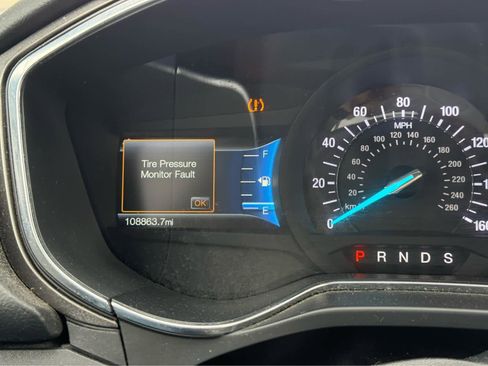 Tire Pressure
Monitor Fault
OK
108863.7mi
F
E
0 20 40 60 80 100 120 160
MPH
km/h
20 40 60 80 100 120 140 160 180 200 220 240 260
P R N D S